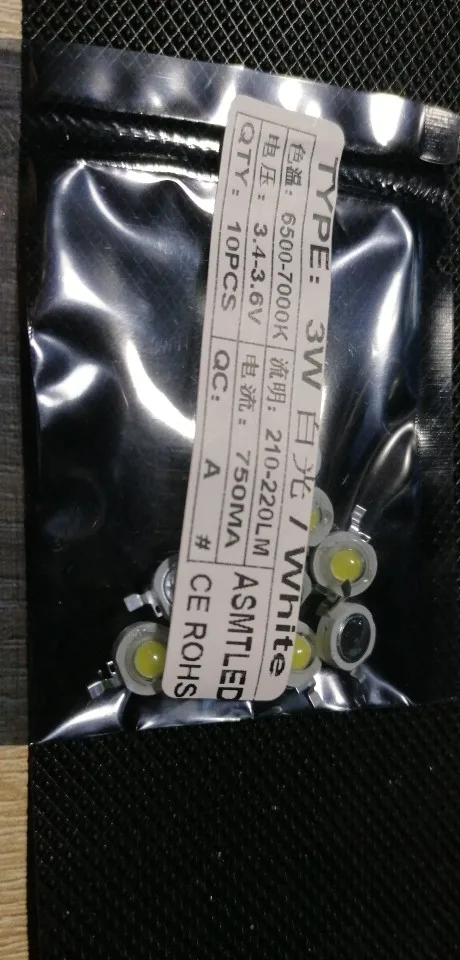 TYPE: 3W 白光 / White
色温: 6500-7000K 流明: 210-220LM
电压: 3.4-3.6V 电流: 750MA
QTY: 10PCS QC: A #
ASMTLED
CE ROHS